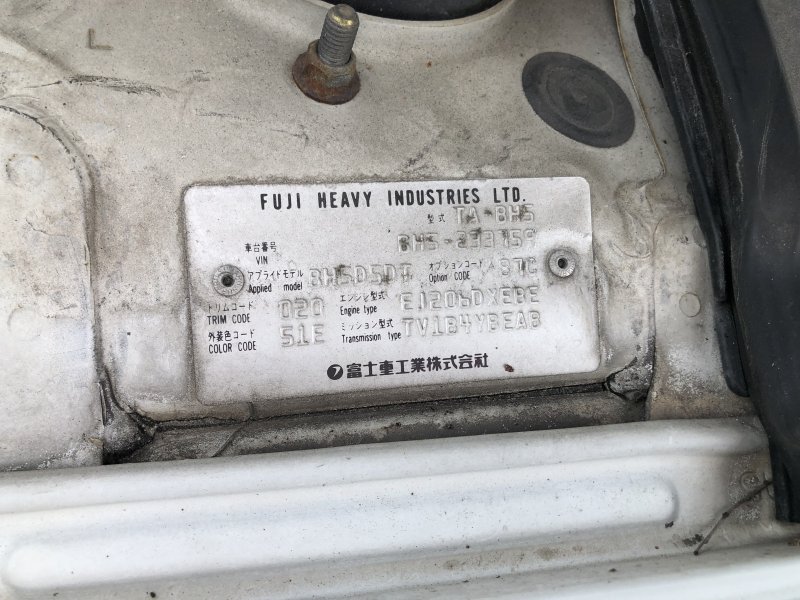 FUJI HEAVY INDUSTRIES LTD.
型式 TA-BH5
車台番号
VIN BH5-
アプライドモデル Applied model BH5D5DT オプションコード Option CODE 87C
トリムコード TRIM CODE 020 エンジン型式 Engine type EJ206DXEBE
外装色コード COLOR CODE 51E ミッション型式 Transmission type TV1B4YBEAB
富士重工業株式会社